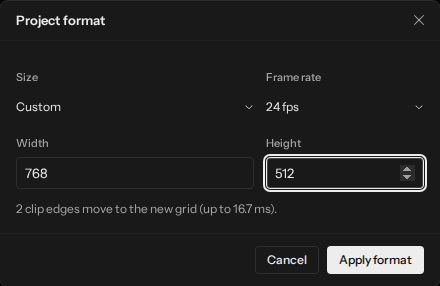 Project format
Size
Frame rate
Custom
24 fps
Width
Height
768
512
2 clip edges move to the new grid (up to 16.7 ms).
Cancel
Apply format